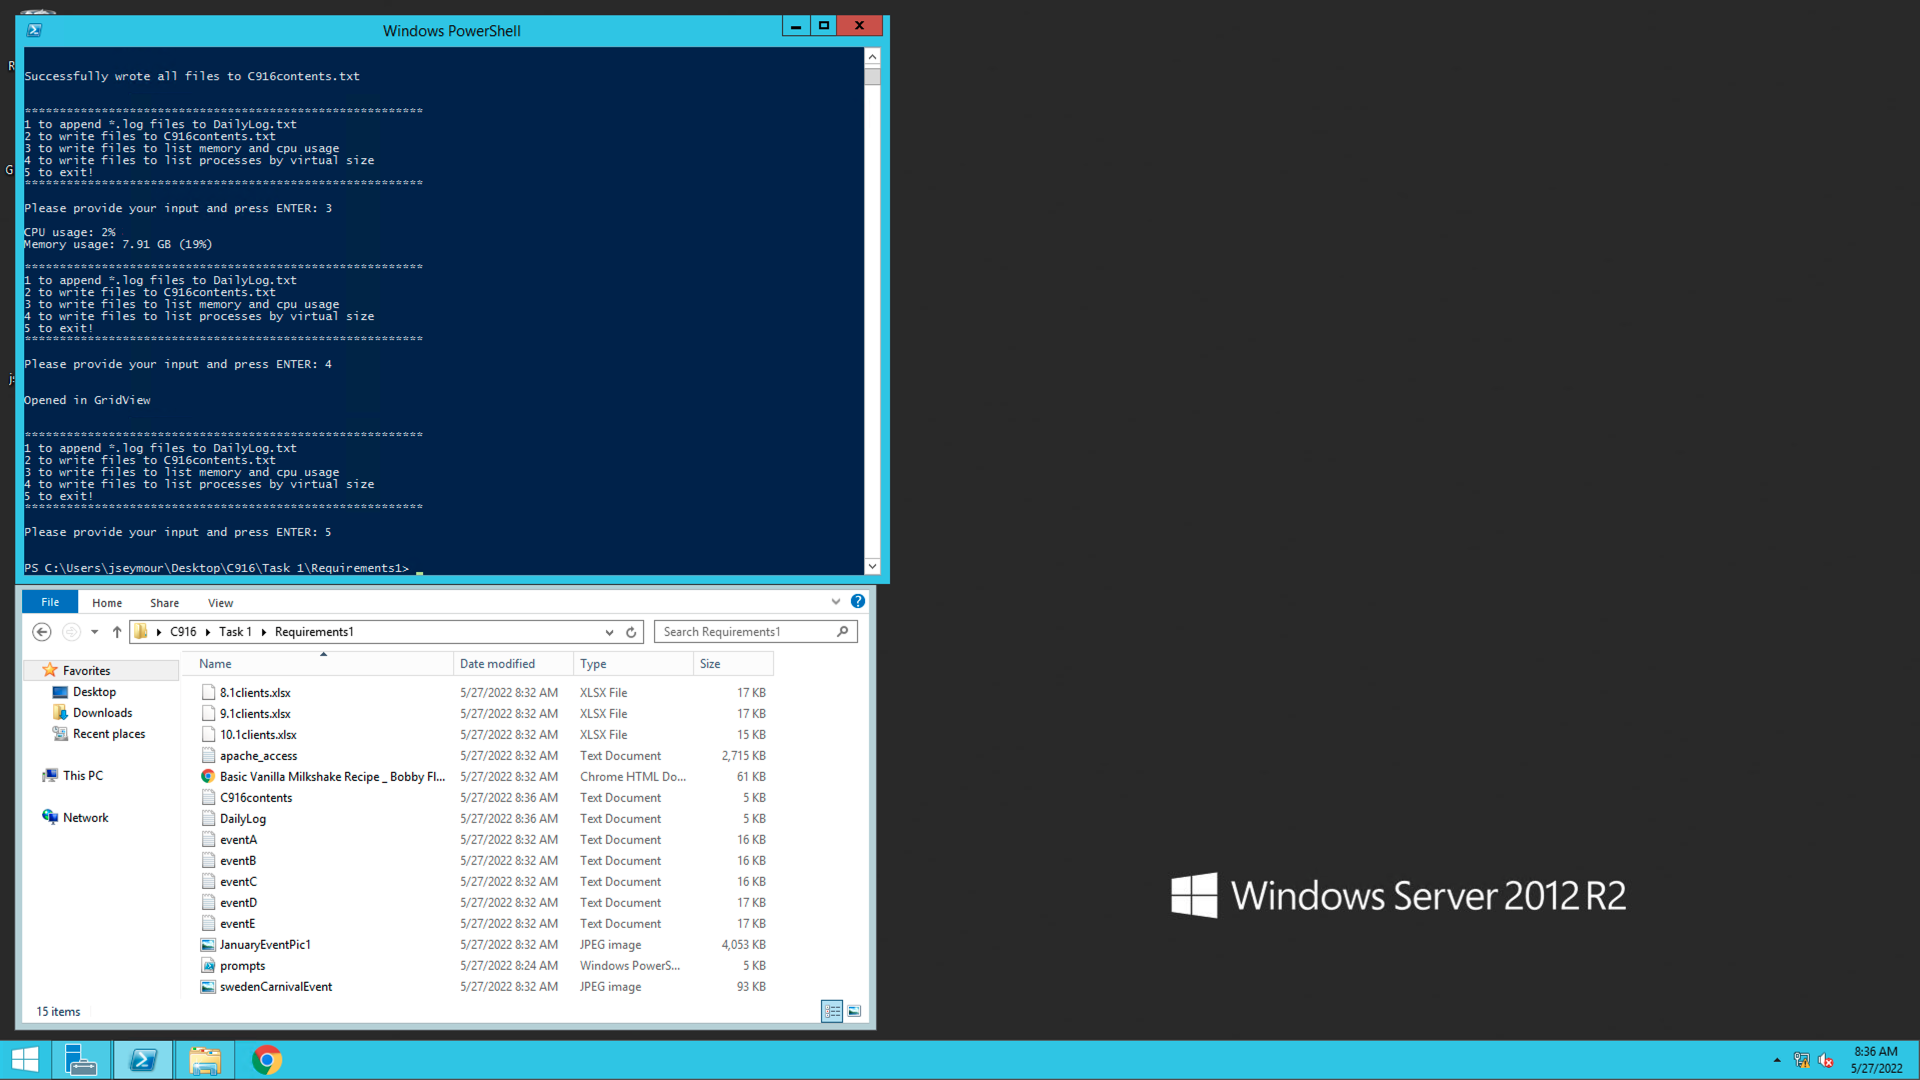 Windows PowerShell
Successfully wrote all files to C916contents.txt
*********************************************************
1 to append *.log files to DailyLog.txt
2 to write files to C916contents.txt
3 to write files to list memory and cpu usage
4 to write files to list processes by virtual size
5 to exit!
*********************************************************
Please provide your input and press ENTER: 3
CPU usage: 2%
Memory usage: 7.91 GB (19%)
*********************************************************
1 to append *.log files to DailyLog.txt
2 to write files to C916contents.txt
3 to write files to list memory and cpu usage
4 to write files to list processes by virtual size
5 to exit!
*********************************************************
Please provide your input and press ENTER: 4
Opened in GridView
*********************************************************
1 to append *.log files to DailyLog.txt
2 to write files to C916contents.txt
3 to write files to list memory and cpu usage
4 to write files to list processes by virtual size
5 to exit!
*********************************************************
Please provide your input and press ENTER: 5
PS C:\Users\jseymour\Desktop\C916\Task 1\Requirements1> _
R
G
js
File Home Share View
C916 Task 1 Requirements1 Search Requirements1
Favorites
Desktop
Downloads
Recent places
This PC
Network
Name Date modified Type Size
8.1clients.xlsx 5/27/2022 8:32 AM XLSX File 17 KB
9.1clients.xlsx 5/27/2022 8:32 AM XLSX File 17 KB
10.1clients.xlsx 5/27/2022 8:32 AM XLSX File 15 KB
apache_access 5/27/2022 8:32 AM Text Document 2,715 KB
Basic Vanilla Milkshake Recipe _ Bobby Fl... 5/27/2022 8:32 AM Chrome HTML Do... 61 KB
C916contents 5/27/2022 8:36 AM Text Document 5 KB
DailyLog 5/27/2022 8:36 AM Text Document 5 KB
eventA 5/27/2022 8:32 AM Text Document 16 KB
eventB 5/27/2022 8:32 AM Text Document 16 KB
eventC 5/27/2022 8:32 AM Text Document 16 KB
eventD 5/27/2022 8:32 AM Text Document 17 KB
eventE 5/27/2022 8:32 AM Text Document 17 KB
JanuaryEventPic1 5/27/2022 8:32 AM JPEG image 4,053 KB
prompts 5/27/2022 8:24 AM Windows PowerS... 5 KB
swedenCarnivalEvent 5/27/2022 8:32 AM JPEG image 93 KB
15 items
Windows Server 2012 R2
8:36 AM
5/27/2022